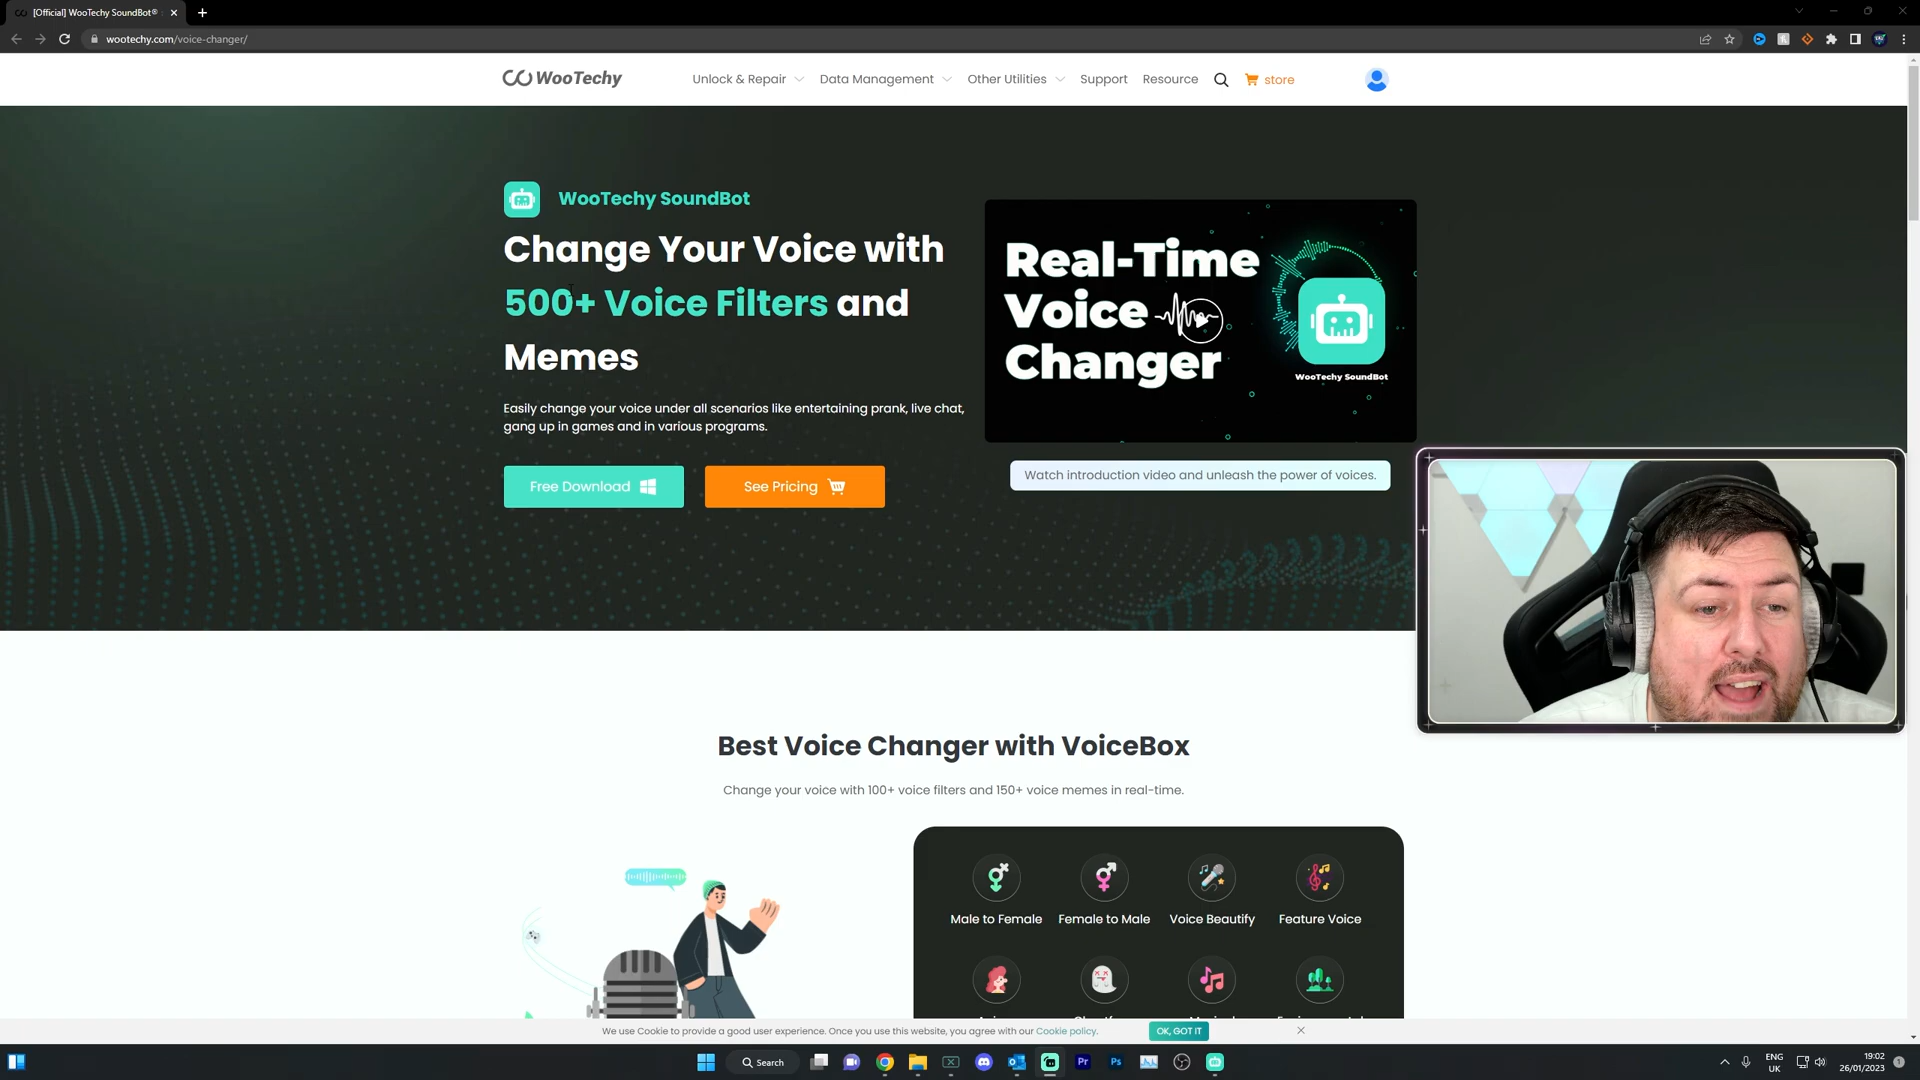 [Official] WooTechy SoundBot®
wootechy.com/voice-changer/
WooTechy
Unlock & Repair
Data Management
Other Utilities
Support
Resource
store
WooTechy SoundBot
Change Your Voice with
500+ Voice Filters and
Memes
Easily change your voice under all scenarios like entertaining prank, live chat,
gang up in games and in various programs.
Free Download
See Pricing
Real-Time
Voice
Changer
WooTechy SoundBot
Watch introduction video and unleash the power of voices.
Best Voice Changer with VoiceBox
Change your voice with 100+ voice filters and 150+ voice memes in real-time.
Male to Female
Female to Male
Voice Beautify
Feature Voice
We use Cookie to provide a good user experience. Once you use this website, you agree with our Cookie policy.
OK, GOT IT
Search
Pr
Ps
ENG
UK
19:02
26/01/2023
1